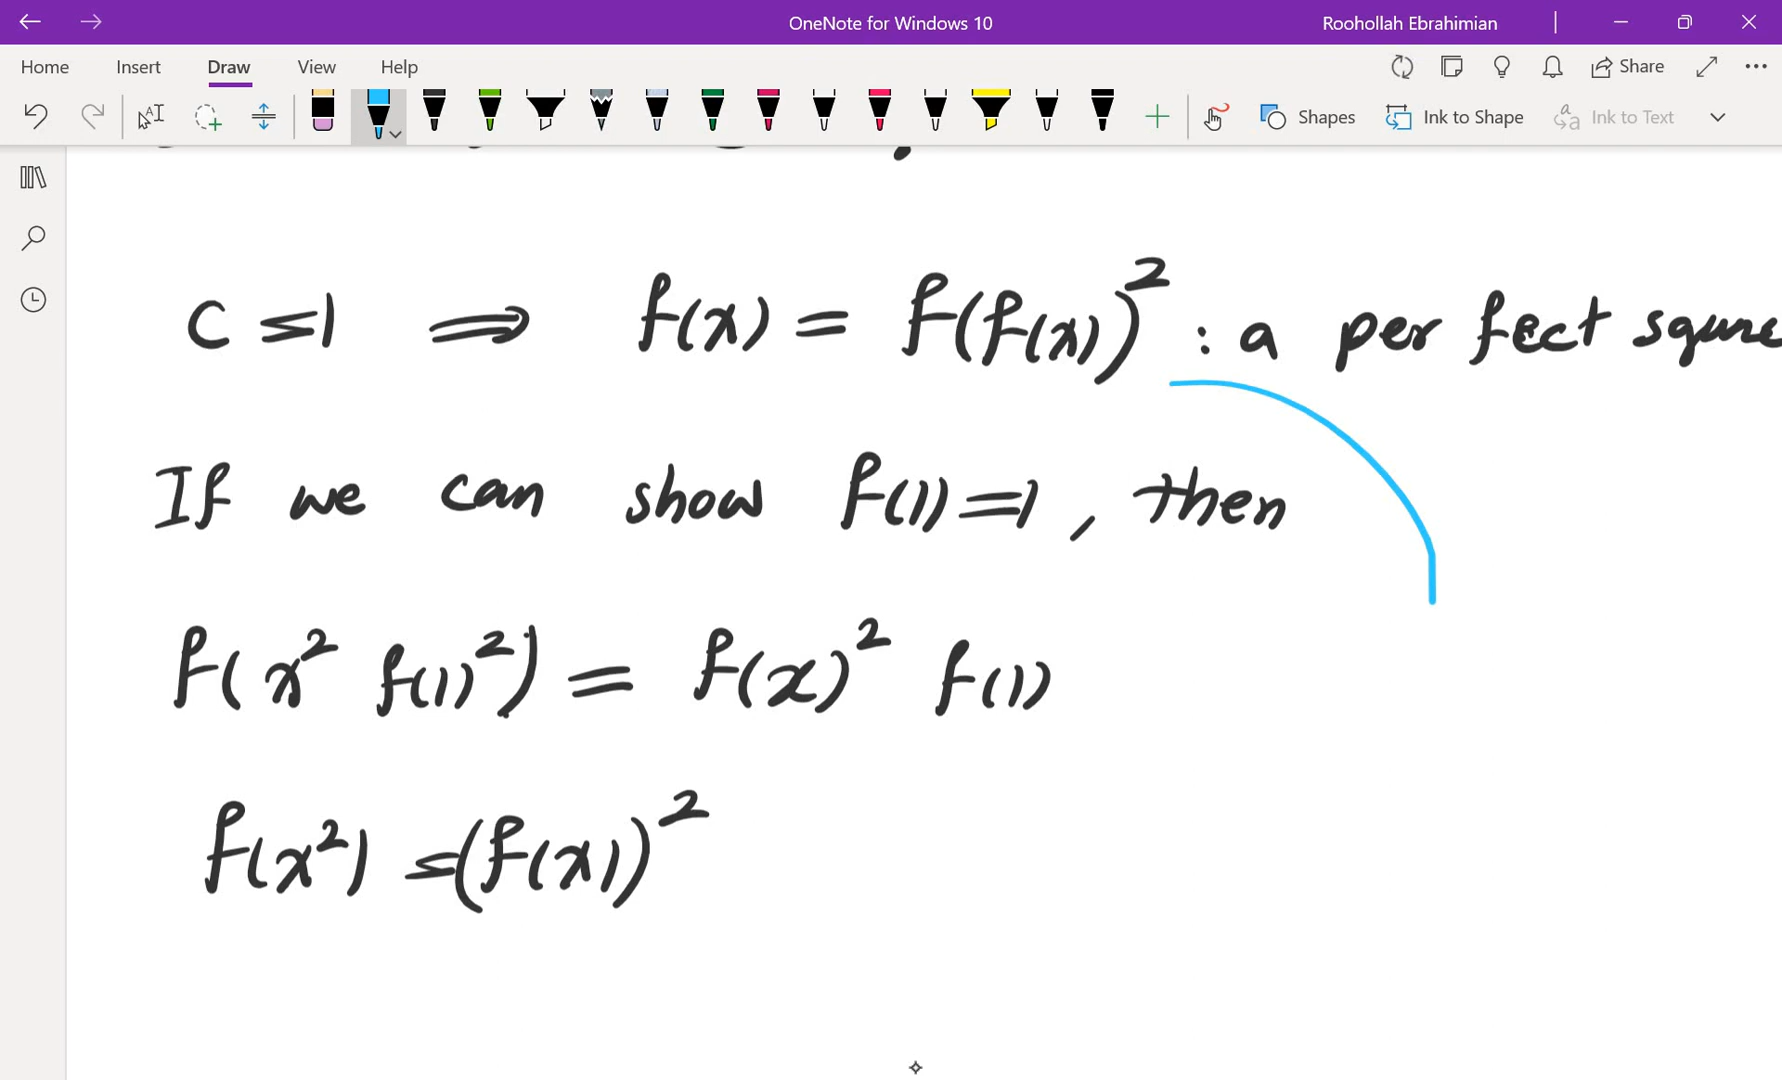 OneNote for Windows 10
Roohollah Ebrahimian
Home Insert Draw View Help
Share
Shapes Ink to Shape Ink to Text
C = 1 ⟹ f(x) = f(f(x))² : a perfect squre
If we can show f(1) = 1, then
f(x² f(1)²) = f(x)² f(1)
f(x²) = (f(x))²